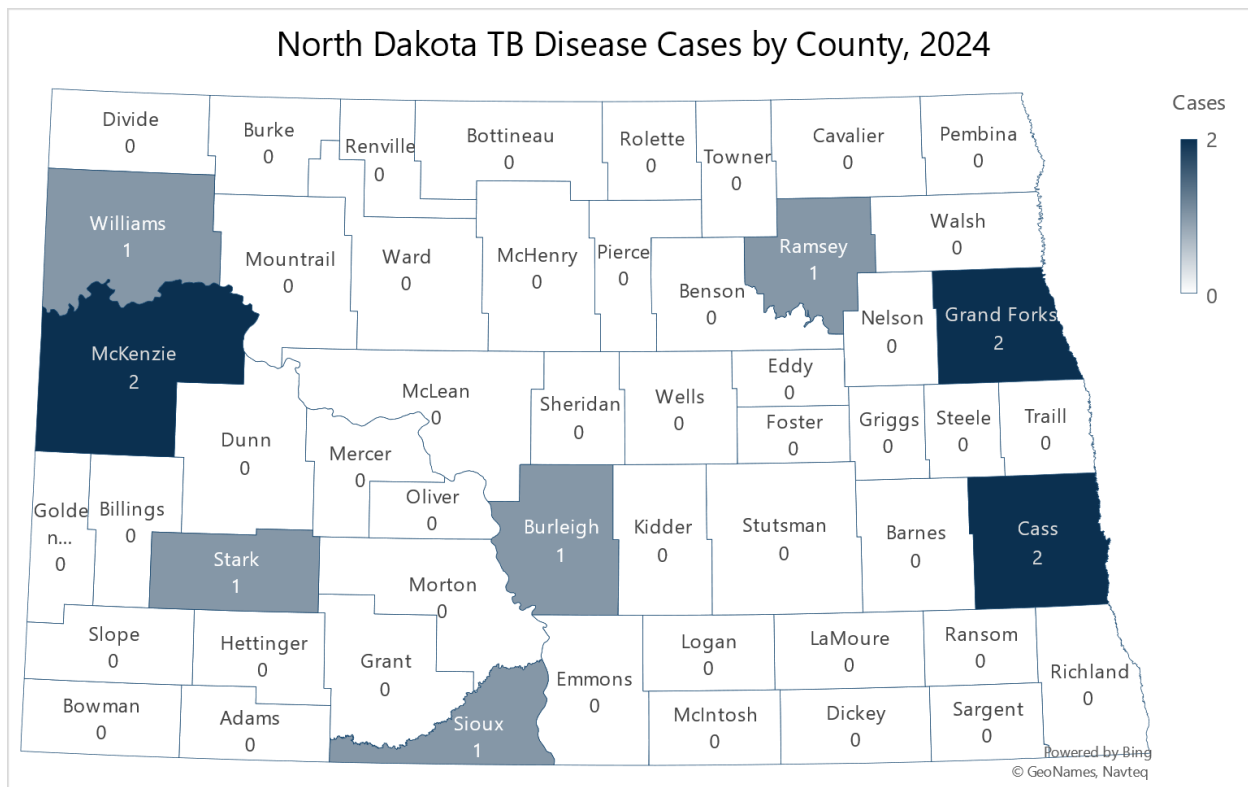 North Dakota TB Disease Cases by County, 2024
Cases
2
0
Divide
0
Burke
0
Renville
0
Bottineau
0
Rolette
0
Towner
0
Cavalier
0
Pembina
0
Williams
1
Mountrail
0
Ward
0
McHenry
0
Pierce
0
Benson
0
Ramsey
1
Walsh
0
Nelson
0
Grand Forks
2
McKenzie
2
Dunn
0
McLean
0
Mercer
0
Oliver
0
Sheridan
0
Wells
0
Eddy
0
Foster
0
Griggs
0
Steele
0
Traill
0
Golde
n...
0
Billings
0
Stark
1
Morton
0
Burleigh
1
Kidder
0
Stutsman
0
Barnes
0
Cass
2
Slope
0
Hettinger
0
Grant
0
Bowman
0
Adams
0
Sioux
1
Emmons
0
Logan
0
LaMoure
0
Ransom
0
Richland
0
McIntosh
0
Dickey
0
Sargent
0
Powered by Bing
© GeoNames, Navteq